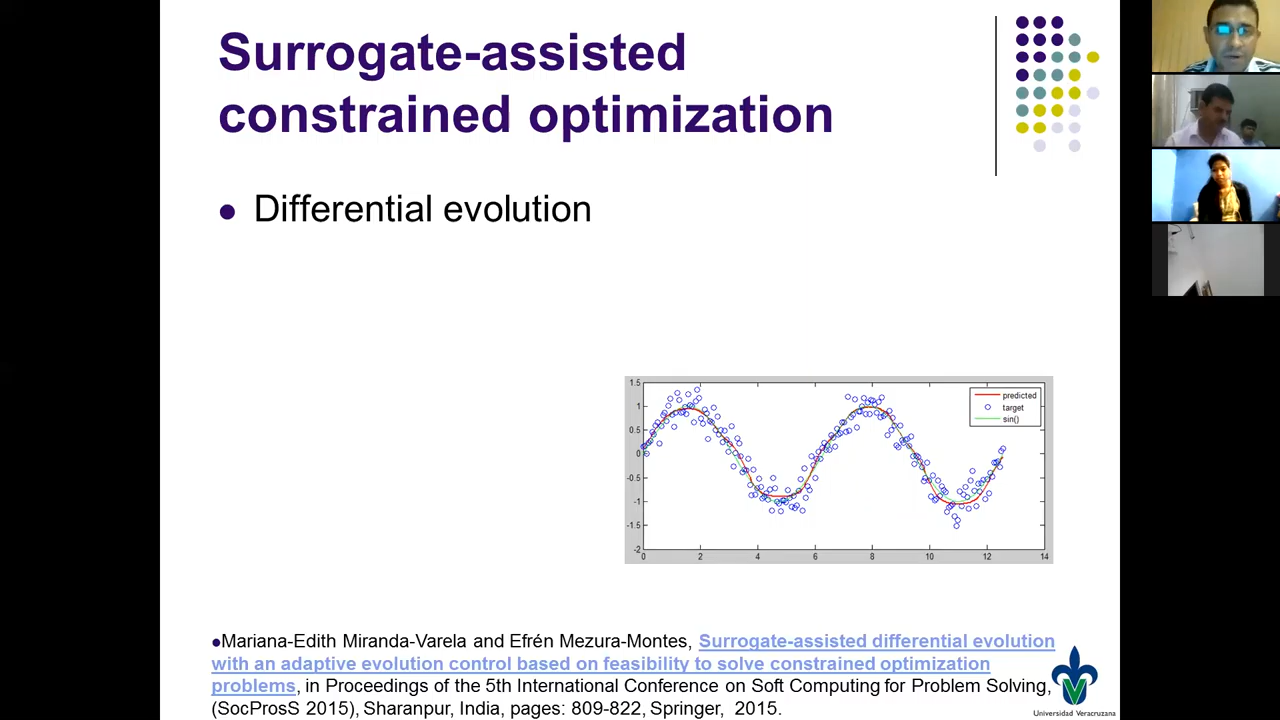 Surrogate-assisted
constrained optimization
● Differential evolution
1.5
1
0.5
0
-0.5
-1
-1.5
-2
0 2 4 6 8 10 12 14
predicted
target
sin()
●Mariana-Edith Miranda-Varela and Efrén Mezura-Montes, Surrogate-assisted differential evolution
with an adaptive evolution control based on feasibility to solve constrained optimization
problems, in Proceedings of the 5th International Conference on Soft Computing for Problem Solving,
(SocProsS 2015), Sharanpur, India, pages: 809-822, Springer, 2015.
Universidad Veracruzana